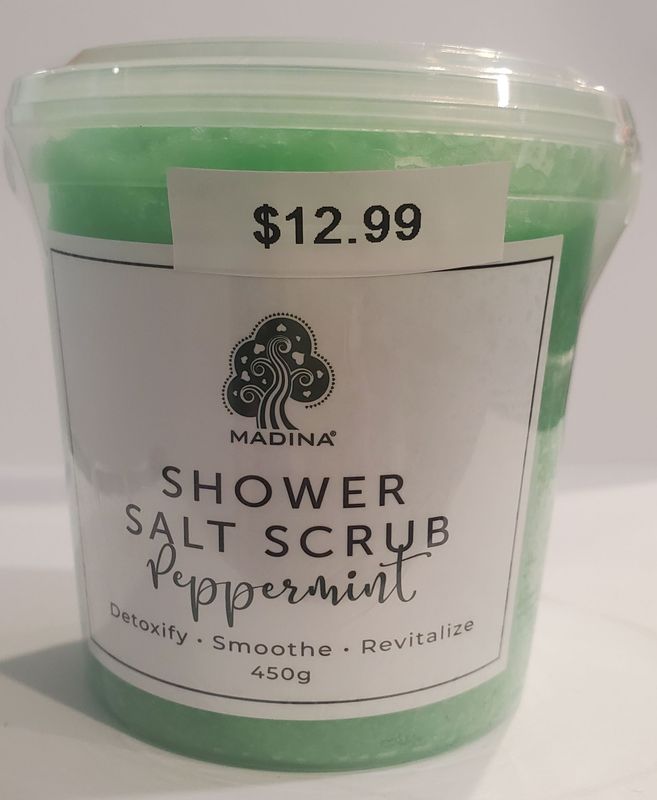 $12.99
MADINA®
SHOWER
SALT SCRUB
Peppermint
Detoxify • Smoothe • Revitalize
450g